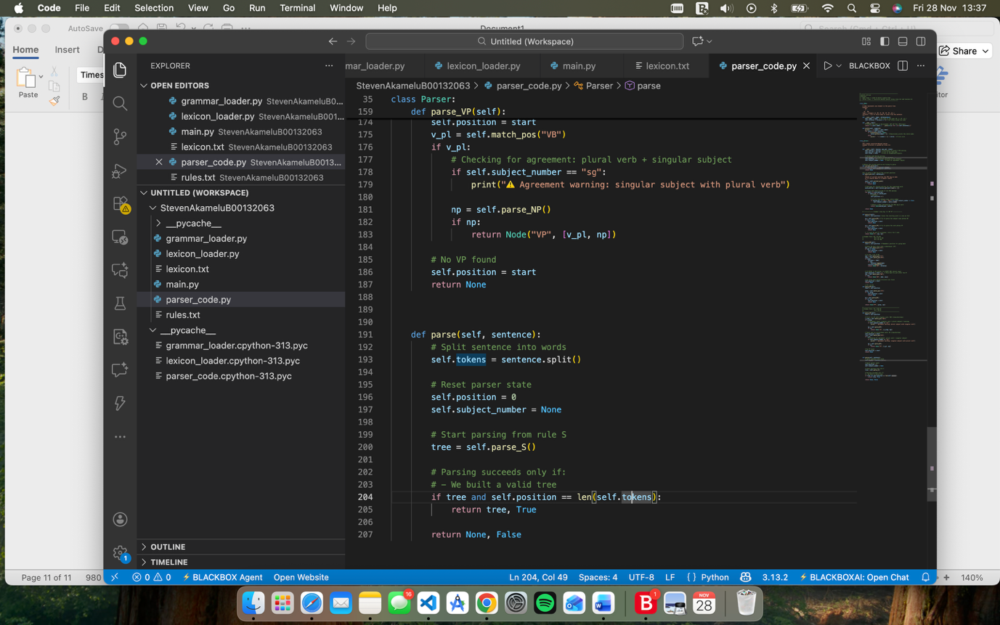 Code File Edit Selection View Go Run Terminal Window Help Fri 28 Nov 13:37
AutoSave Document1 Search (Cmd + Ctrl + U)
Untitled (Workspace)
Home Insert D Share
Paste Times
B I
EXPLORER
OPEN EDITORS
grammar_loader.py StevenAkameluB0...
lexicon_loader.py StevenAkameluB001...
main.py StevenAkameluB00132063
lexicon.txt StevenAkameluB00132063
parser_code.py StevenAkameluB0013...
rules.txt StevenAkameluB00132063
UNTITLED (WORKSPACE)
StevenAkameluB00132063
__pycache__
grammar_loader.py
lexicon_loader.py
lexicon.txt
main.py
parser_code.py
rules.txt
__pycache__
grammar_loader.cpython-313.pyc
lexicon_loader.cpython-313.pyc
parser_code.cpython-313.pyc
OUTLINE
TIMELINE
mar_loader.py lexicon_loader.py main.py lexicon.txt parser_code.py BLACKBOX
StevenAkameluB00132063 > parser_code.py > Parser > parse
35 class Parser:
159 def parse_VP(self):
174 self.position = start
175 v_pl = self.match_pos("VB")
176 if v_pl:
177 # Checking for agreement: plural verb + singular subject
178 if self.subject_number == "sg":
179 print("⚠️ Agreement warning: singular subject with plural verb")
180
181 np = self.parse_NP()
182 if np:
183 return Node("VP", [v_pl, np])
184
185 # No VP found
186 self.position = start
187 return None
188
189
190
191 def parse(self, sentence):
192 # Split sentence into words
193 self.tokens = sentence.split()
194
195 # Reset parser state
196 self.position = 0
197 self.subject_number = None
198
199 # Start parsing from rule S
200 tree = self.parse_S()
201
202 # Parsing succeeds only if:
203 # - We built a valid tree
204 if tree and self.position == len(self.tokens):
205 return tree, True
206
207 return None, False
itor
Page 11 of 11 980
0 0 BLACKBOX Agent Open Website Ln 204, Col 49 Spaces: 4 UTF-8 LF { } Python 3.13.2 BLACKBOXAI: Open Chat
1
+ 140%
16
1
NOV
28